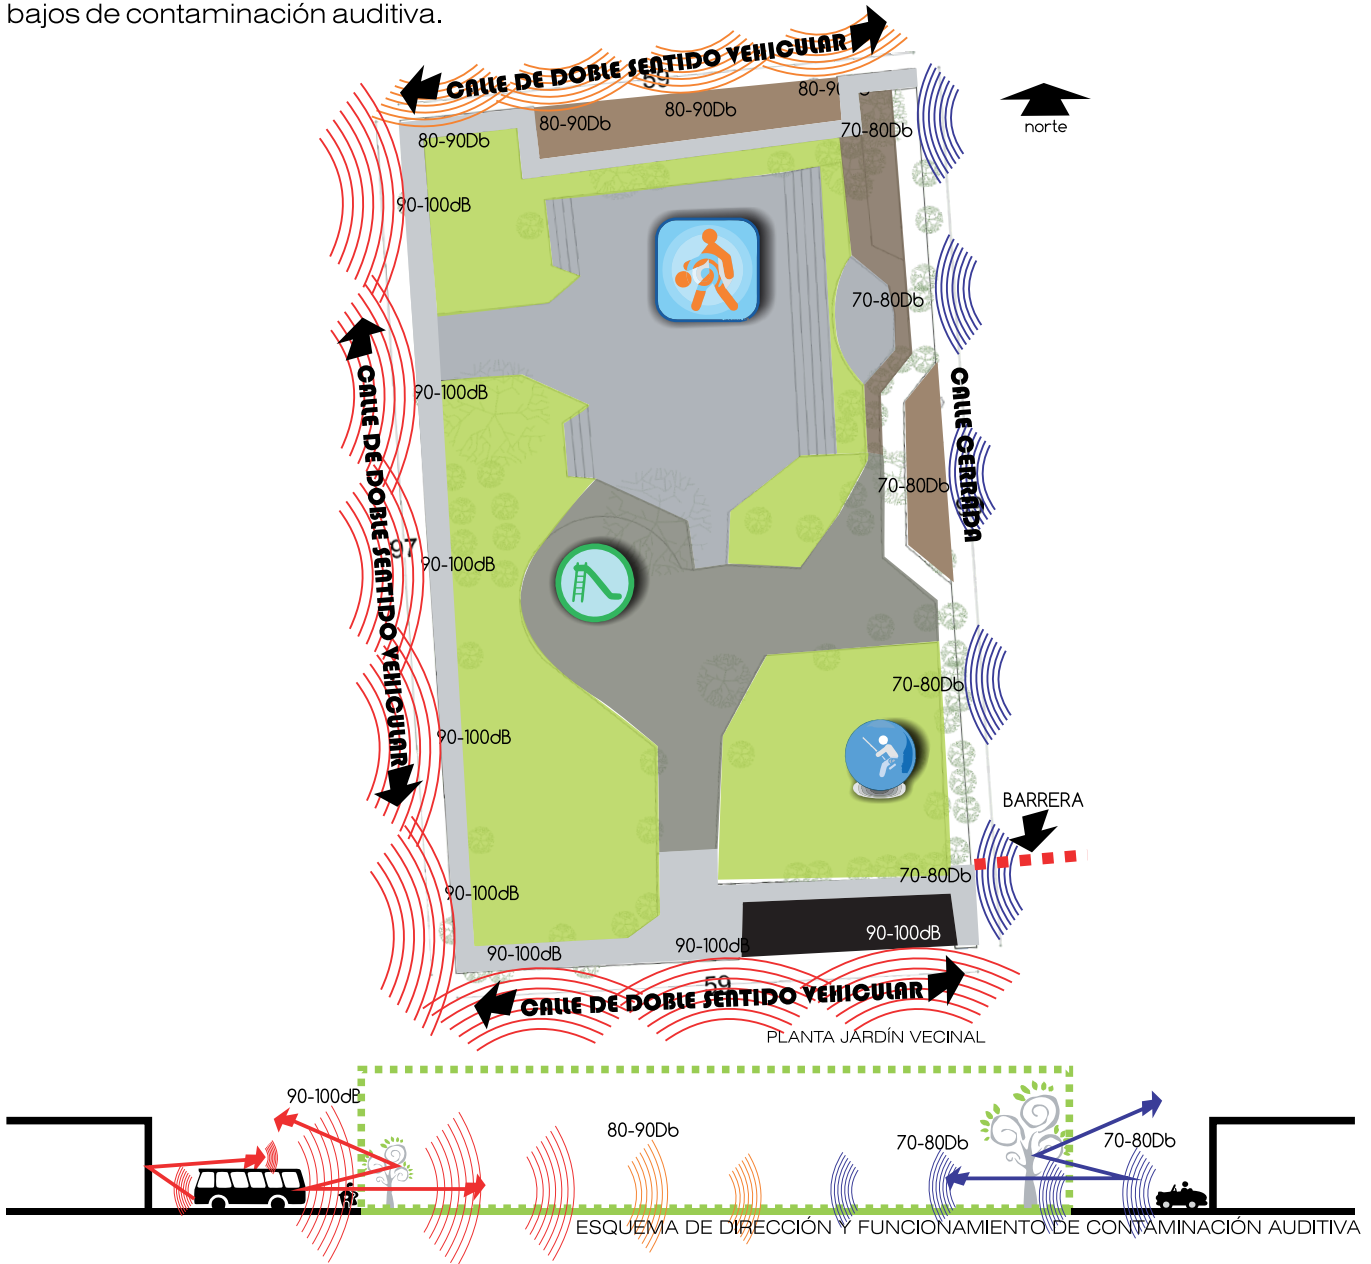 bajos de contaminación auditiva.
CALLE DE DOBLE SENTIDO VEHICULAR
59
norte
80-90Db
80-90Db
80-90Db
80-90
70-80Db
90-100dB
70-80Db
90-100dB
CALLE DE DOBLE SENTIDO VEHICULAR
97
CALLE CERRADA
70-80Db
90-100dB
70-80Db
90-100dB
BARRERA
70-80Db
90-100dB
90-100dB
90-100dB
90-100dB
59
CALLE DE DOBLE SENTIDO VEHICULAR
PLANTA JARDÍN VECINAL
90-100dB
80-90Db
70-80Db
70-80Db
ESQUEMA DE DIRECCIÓN Y FUNCIONAMIENTO DE CONTAMINACIÓN AUDITIVA